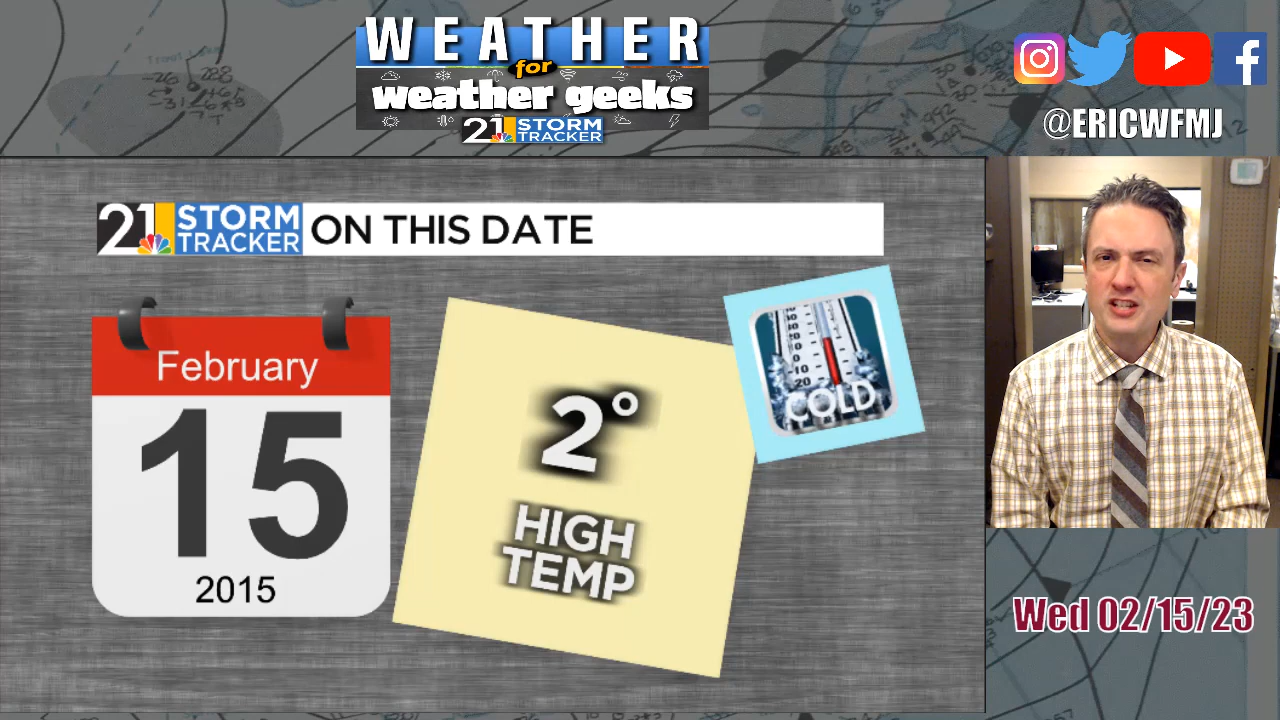 WEATHER
for
weather geeks
21 STORM
TRACKER
@ERICWFMJ
21 STORM
TRACKER
ON THIS DATE
February
15
2015
2°
HIGH
TEMP
COLD
Wed 02/15/23